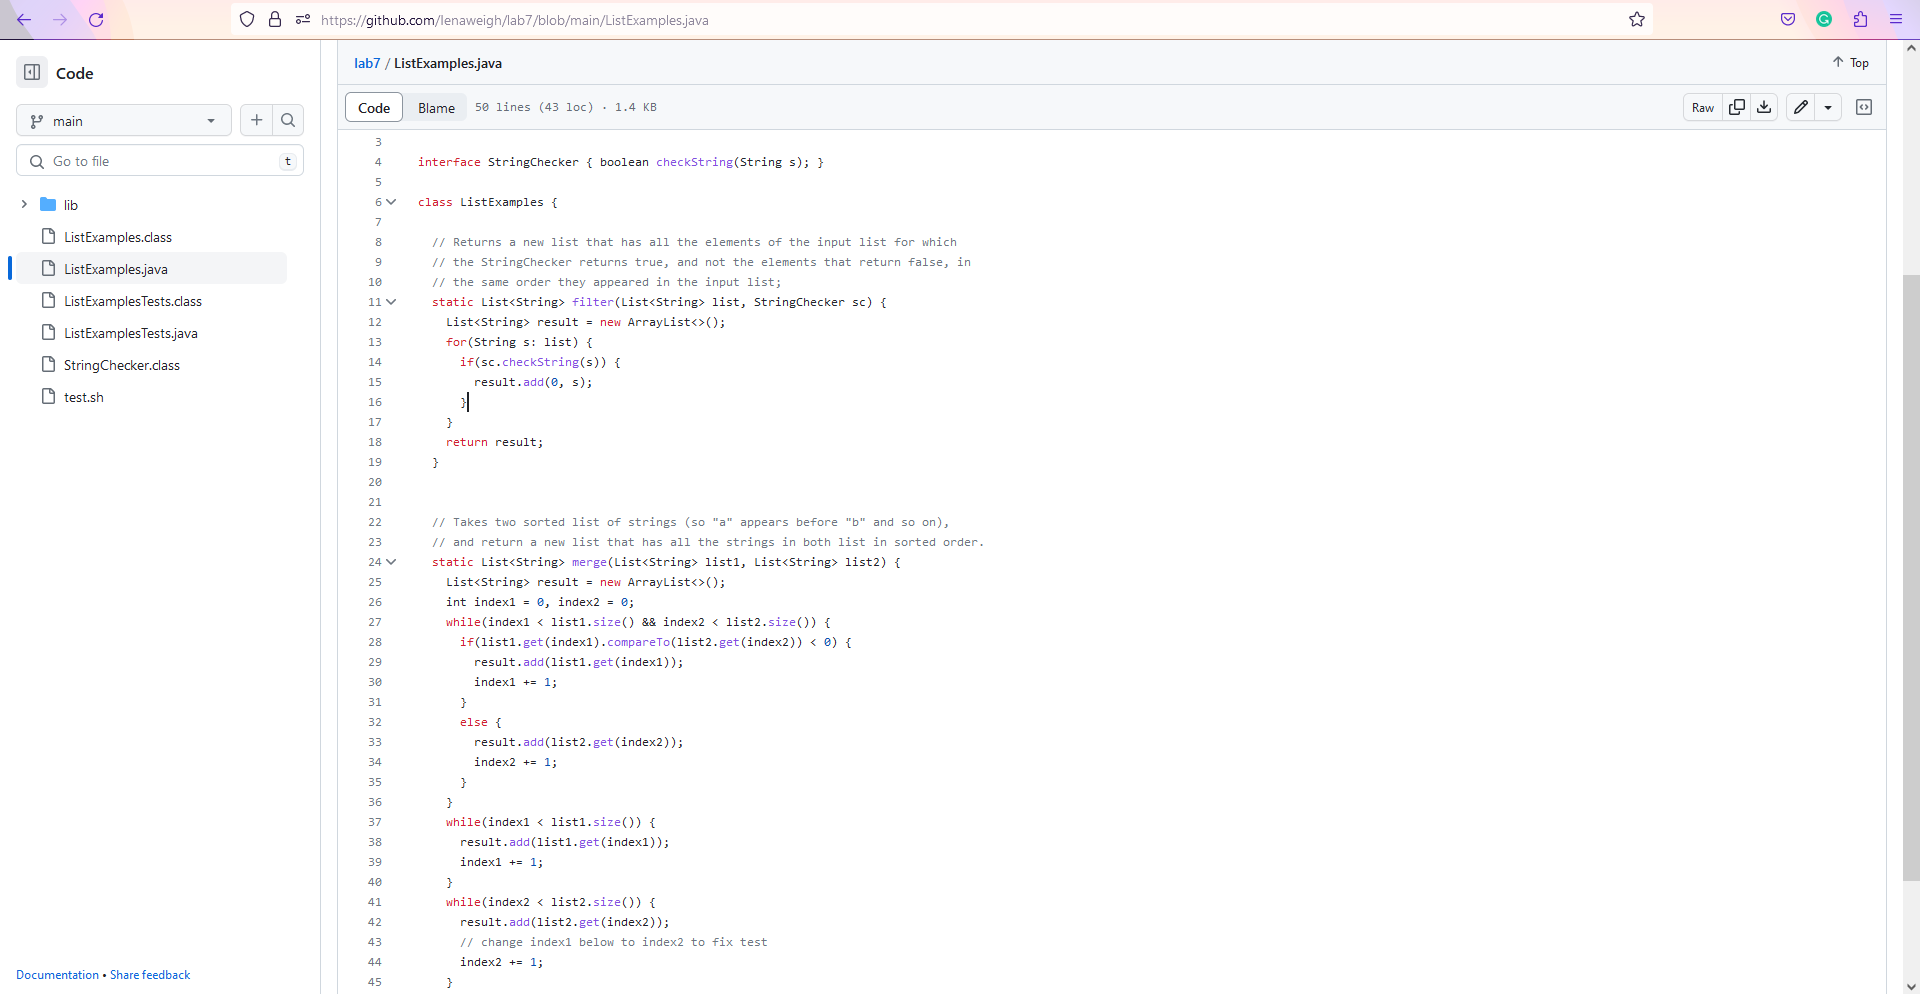 https://github.com/lenaweigh/lab7/blob/main/ListExamples.java
Code
main
Go to file
t
lib
ListExamples.class
ListExamples.java
ListExamplesTests.class
ListExamplesTests.java
StringChecker.class
test.sh
Documentation • Share feedback
lab7 / ListExamples.java
Top
Code Blame 50 lines (43 loc) · 1.4 KB
Raw
3
4 interface StringChecker { boolean checkString(String s); }
5
6 class ListExamples {
7
8 // Returns a new list that has all the elements of the input list for which
9 // the StringChecker returns true, and not the elements that return false, in
10 // the same order they appeared in the input list;
11 static List<String> filter(List<String> list, StringChecker sc) {
12 List<String> result = new ArrayList<>();
13 for(String s: list) {
14 if(sc.checkString(s)) {
15 result.add(0, s);
16 }
17 }
18 return result;
19 }
20
21
22 // Takes two sorted list of strings (so "a" appears before "b" and so on),
23 // and return a new list that has all the strings in both list in sorted order.
24 static List<String> merge(List<String> list1, List<String> list2) {
25 List<String> result = new ArrayList<>();
26 int index1 = 0, index2 = 0;
27 while(index1 < list1.size() && index2 < list2.size()) {
28 if(list1.get(index1).compareTo(list2.get(index2)) < 0) {
29 result.add(list1.get(index1));
30 index1 += 1;
31 }
32 else {
33 result.add(list2.get(index2));
34 index2 += 1;
35 }
36 }
37 while(index1 < list1.size()) {
38 result.add(list1.get(index1));
39 index1 += 1;
40 }
41 while(index2 < list2.size()) {
42 result.add(list2.get(index2));
43 // change index1 below to index2 to fix test
44 index2 += 1;
45 }